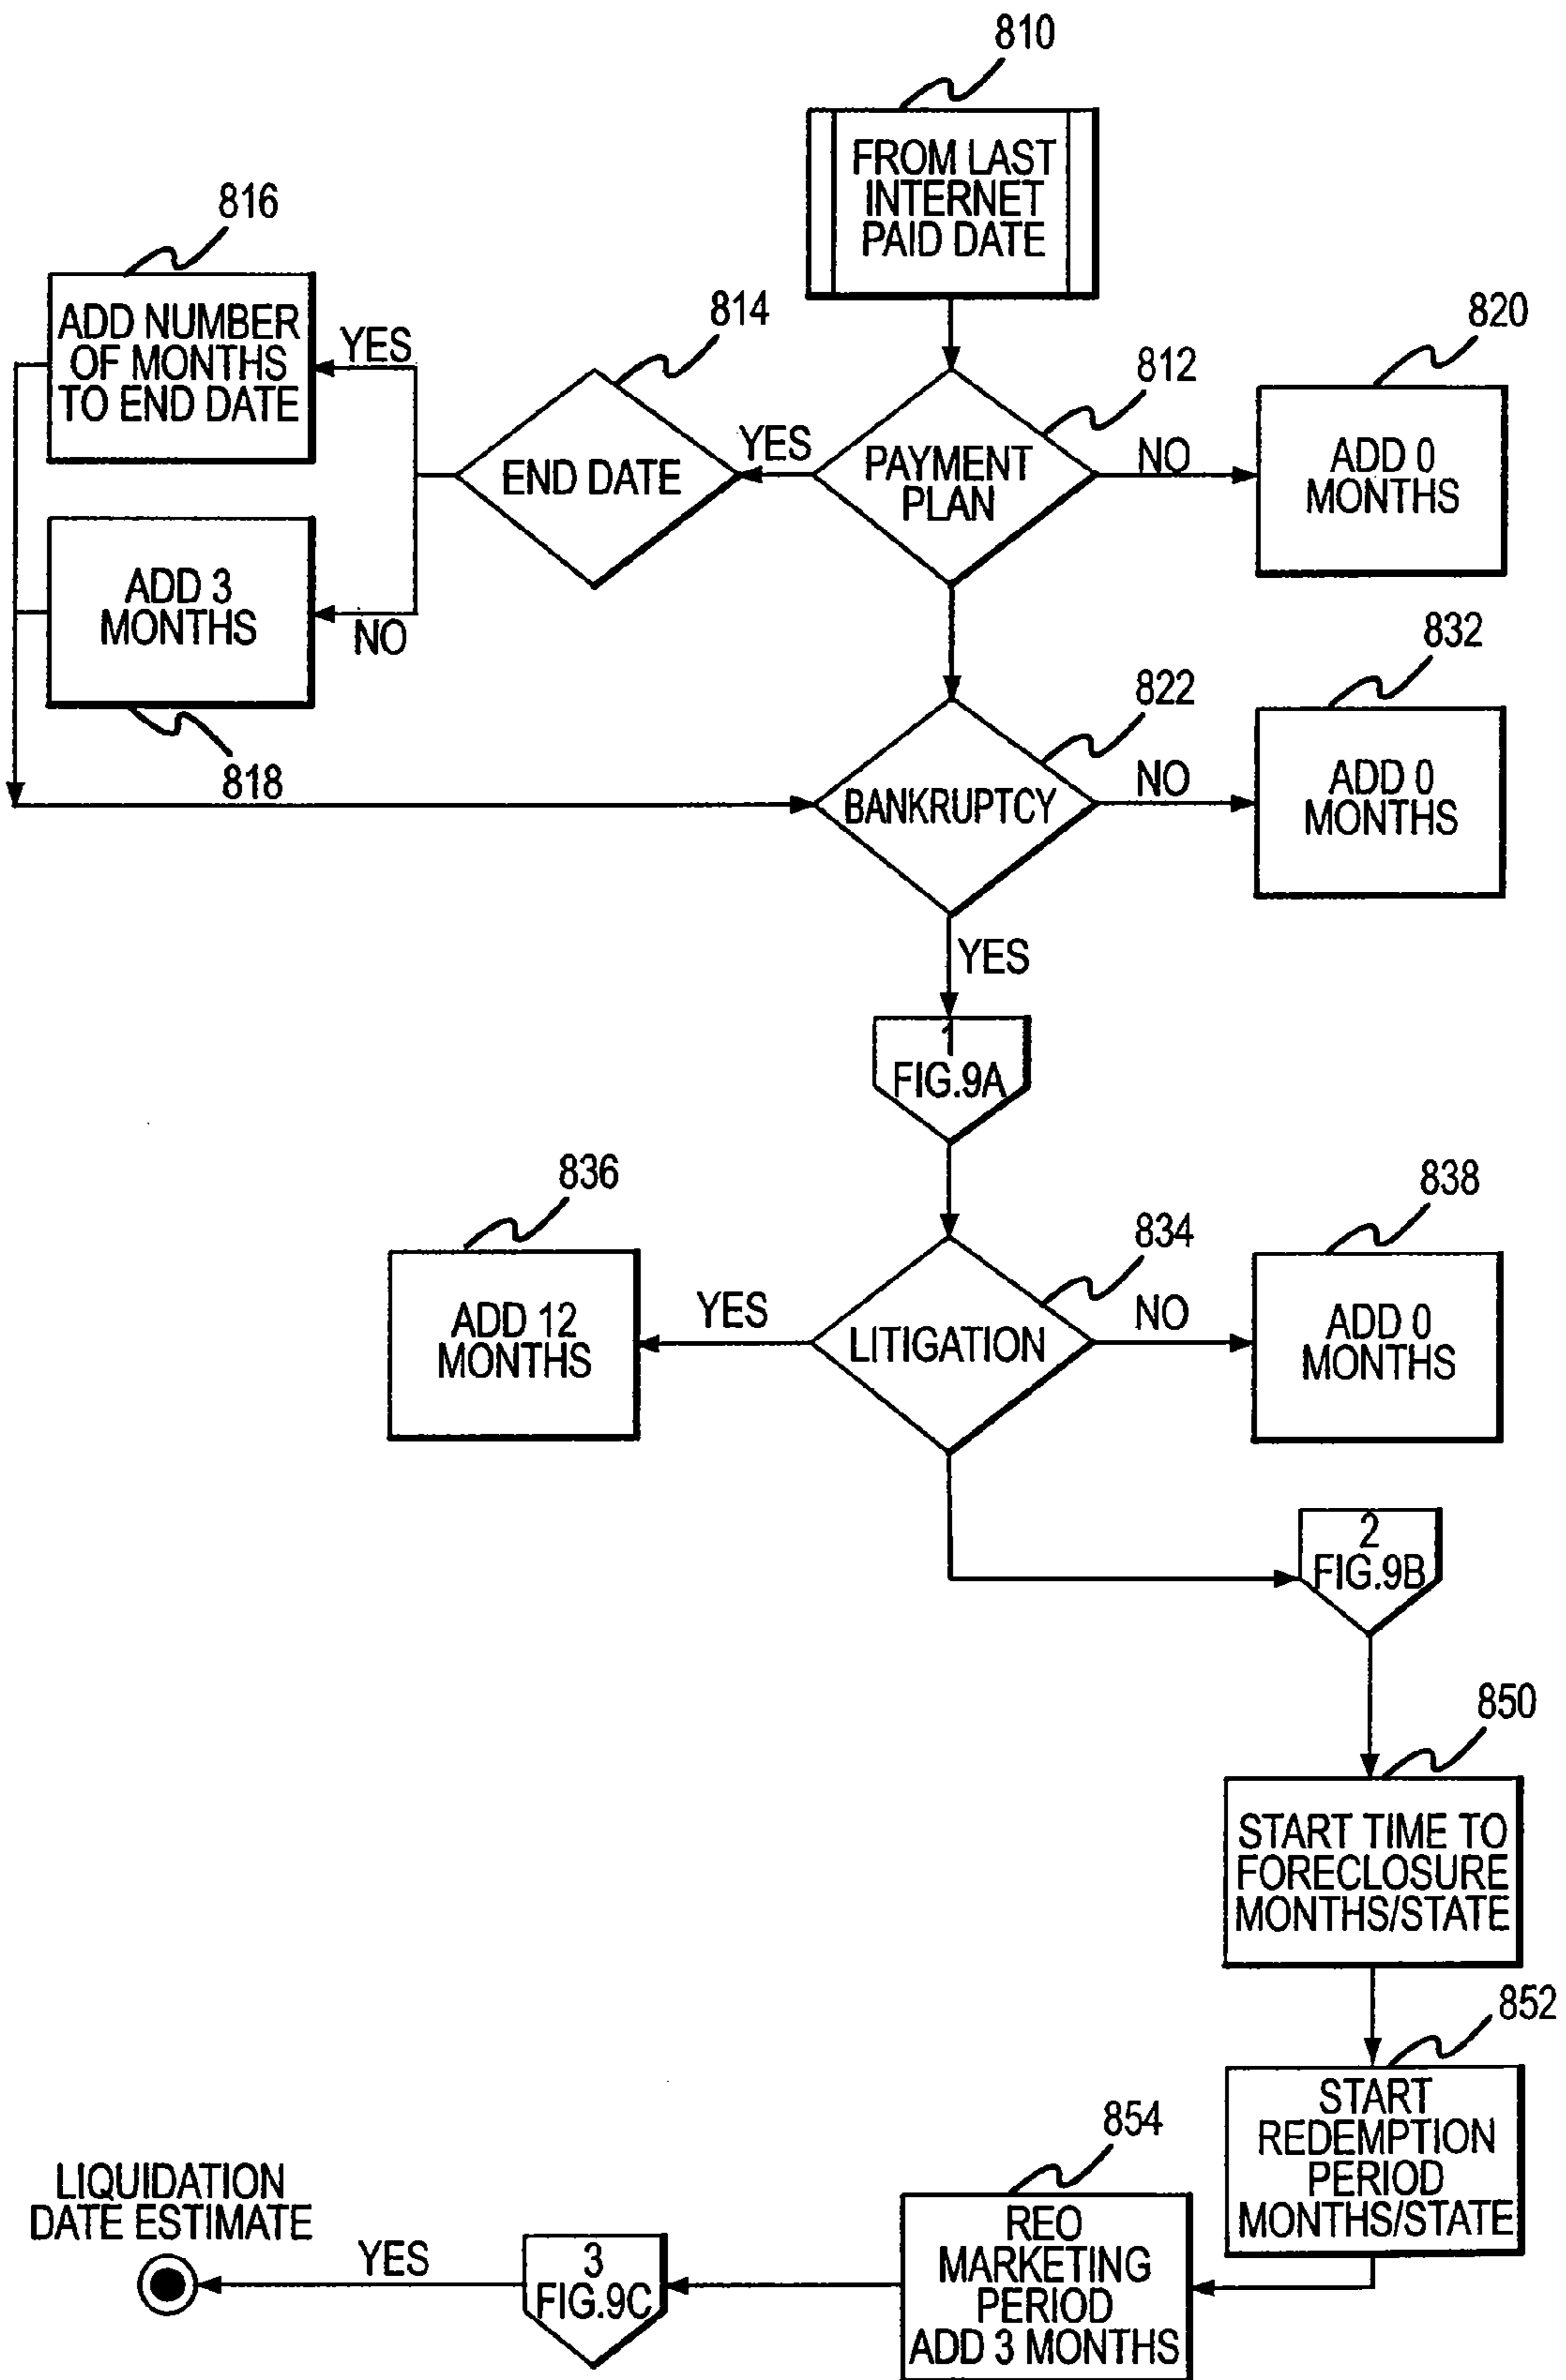 810
FROM LAST
INTERNET
PAID DATE
816
ADD NUMBER
OF MONTHS
TO END DATE
YES
814
END DATE
YES
812
PAYMENT
PLAN
NO
820
ADD 0
MONTHS
ADD 3
MONTHS
NO
818
822
BANKRUPTCY
NO
832
ADD 0
MONTHS
YES
1
FIG.9A
836
ADD 12
MONTHS
YES
834
LITIGATION
NO
838
ADD 0
MONTHS
2
FIG.9B
850
START TIME TO
FORECLOSURE
MONTHS/STATE
852
START
REDEMPTION
PERIOD
MONTHS/STATE
854
REO
MARKETING
PERIOD
ADD 3 MONTHS
3
FIG.9C
YES
LIQUIDATION
DATE ESTIMATE